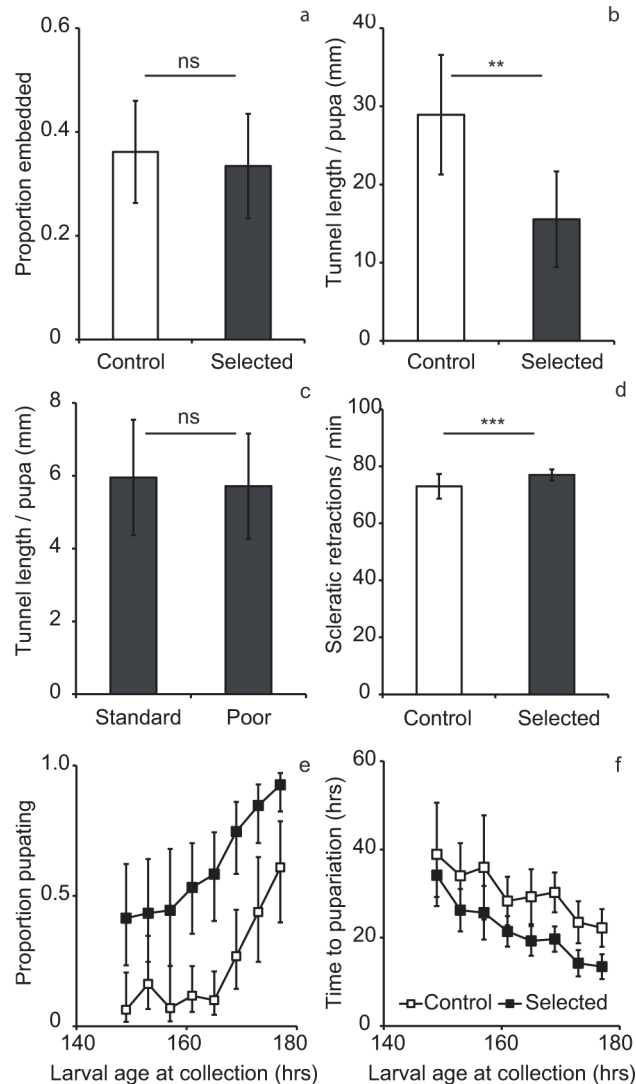 a
Proportion embedded
0.6
0.4
0.2
0
ns
Control Selected
b
Tunnel length / pupa (mm)
40
30
20
10
0
**
Control Selected
c
Tunnel length / pupa (mm)
8
6
4
2
0
ns
Standard Poor
d
Scleratic retractions / min
100
80
60
40
20
0
***
Control Selected
e
Proportion pupating
1.0
0.5
0
140 160 180
Larval age at collection (hrs)
f
Time to pupariation (hrs)
60
40
20
0
Control Selected
140 160 180
Larval age at collection (hrs)